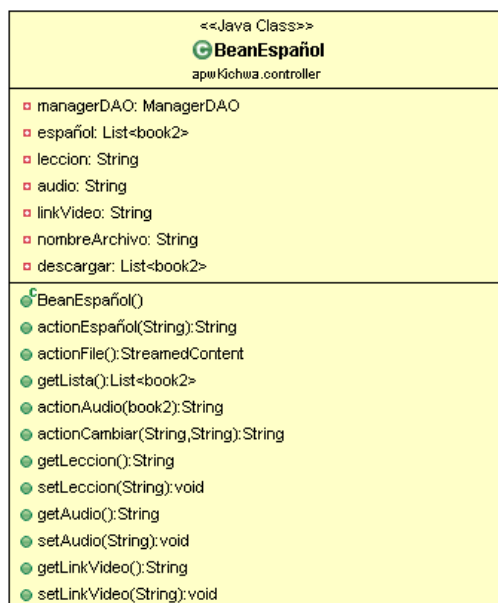 <<Java Class>>
BeanEspañol
apwKichwa.controller
managerDAO: ManagerDAO
español: List<book2>
leccion: String
audio: String
linkVideo: String
nombreArchivo: String
descargar: List<book2>
BeanEspañol()
actionEspañol(String):String
actionFile():StreamedContent
getLista():List<book2>
actionAudio(book2):String
actionCambiar(String,String):String
getLeccion():String
setLeccion(String):void
getAudio():String
setAudio(String):void
getLinkVideo():String
setLinkVideo(String):void